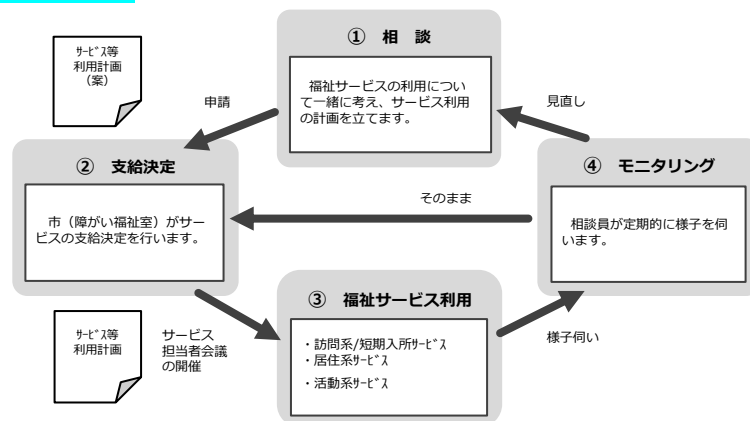 ① 相 談
福祉サービスの利用につい
て一緒に考え、サービス利用
の計画を立てます。
ｻｰﾋﾞｽ等
利用計画
（案）
申請
見直し
② 支給決定
市（障がい福祉室）がサー
ビスの支給決定を行います。
そのまま
④ モニタリング
相談員が定期的に様子を伺
います。
③ 福祉サービス利用
・訪問系/短期入所ｻｰﾋﾞｽ
・居住系ｻｰﾋﾞｽ
・活動系ｻｰﾋﾞｽ
ｻｰﾋﾞｽ等
利用計画
サービス
担当者会議
の開催
様子伺い